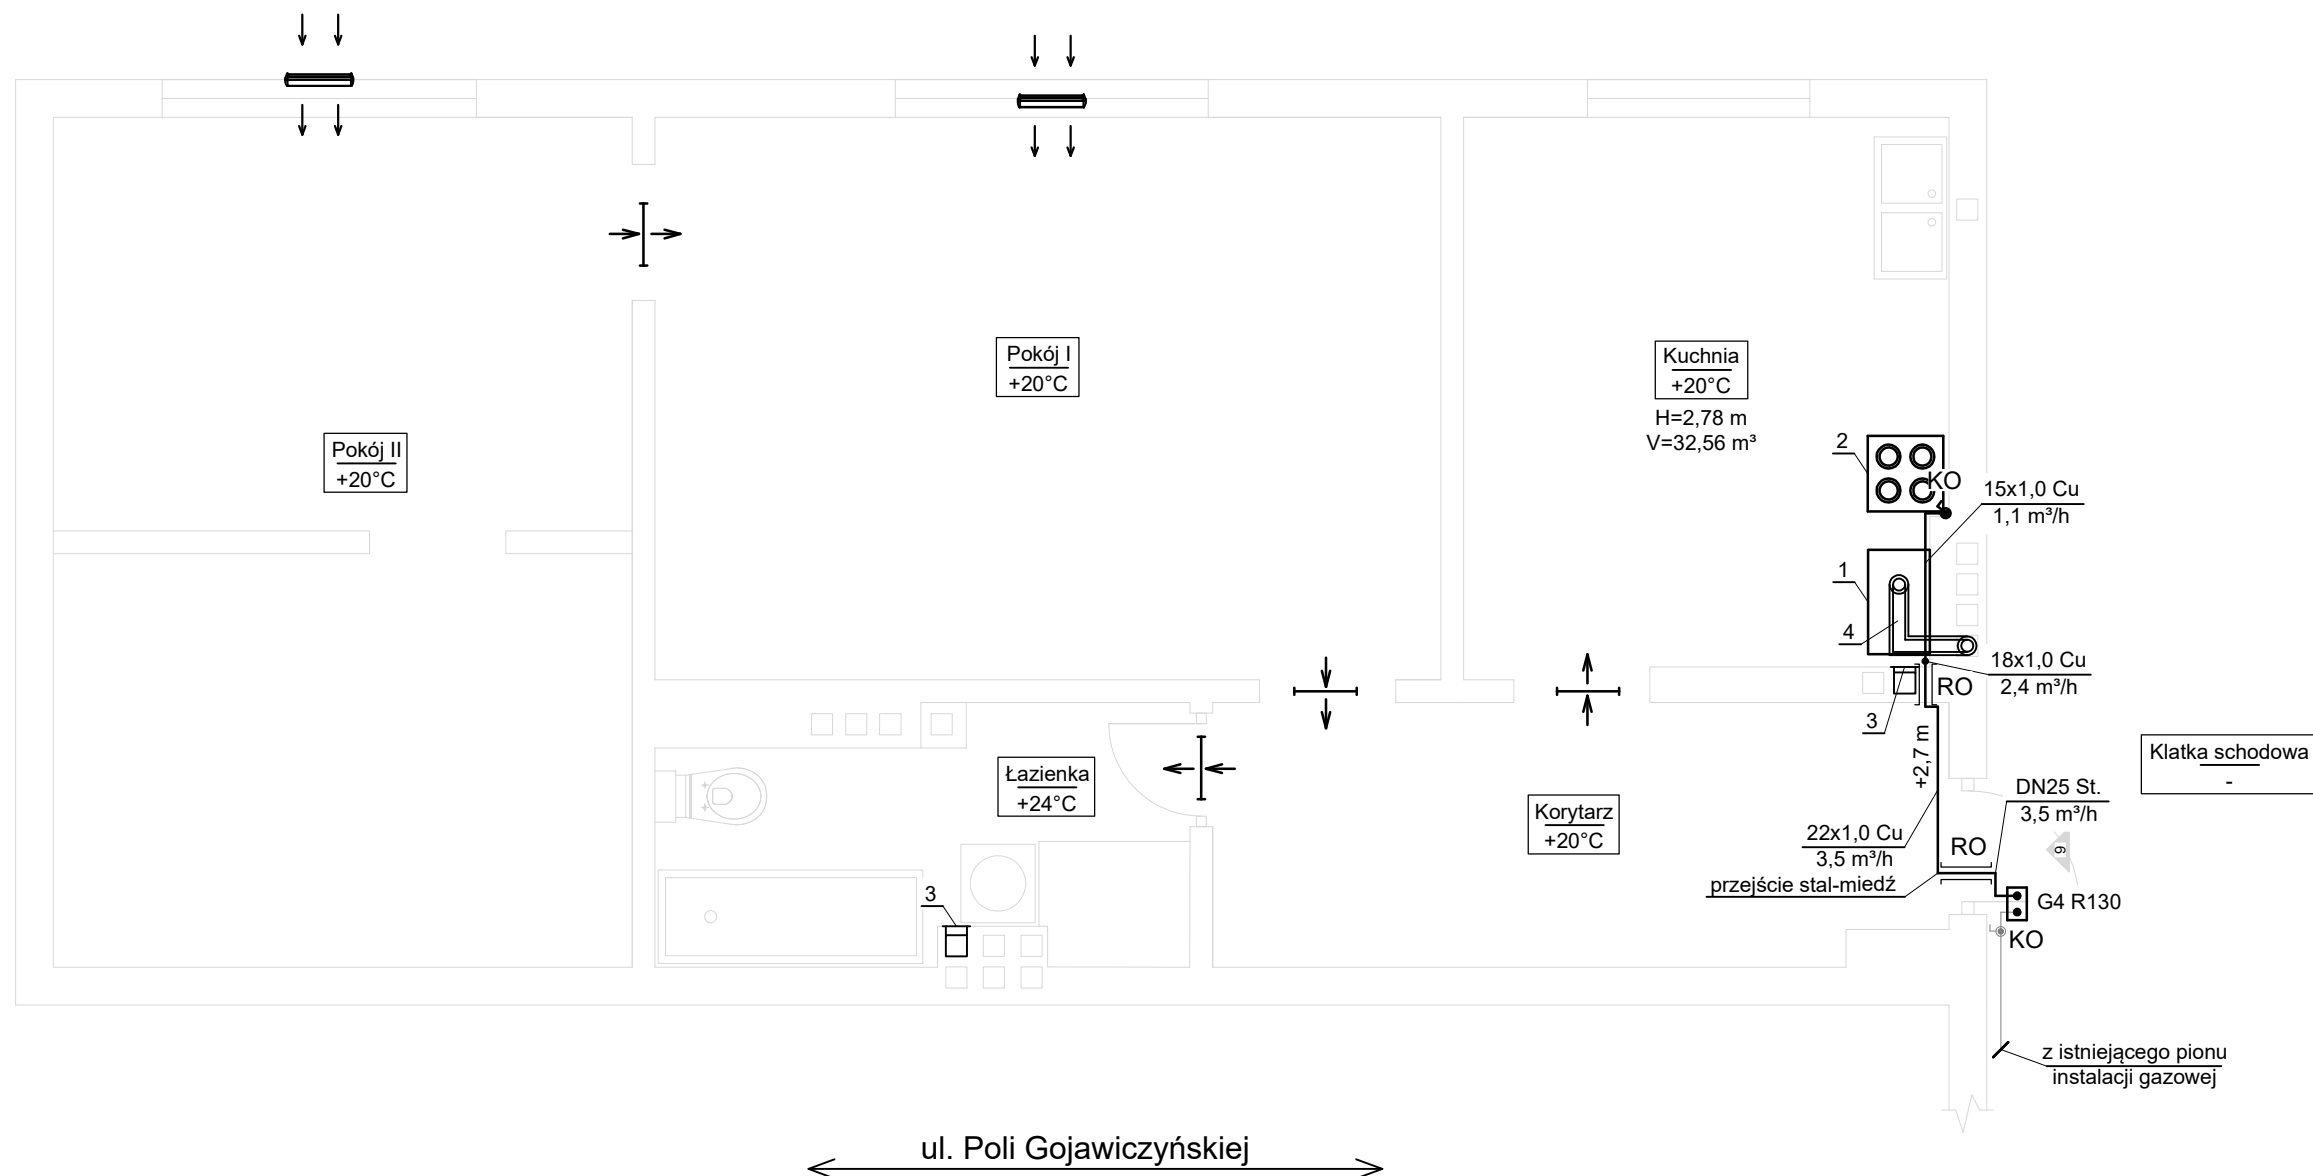 Pokój I
+20°C
Kuchnia
+20°C
H=2,78 m
V=32,56 m³
Pokój II
+20°C
2
KO
15x1,0 Cu
1,1 m³/h
1
4
18x1,0 Cu
2,4 m³/h
RO
3
+2,7 m
Klatka schodowa
-
Łazienka
+24°C
Korytarz
+20°C
DN25 St.
3,5 m³/h
22x1,0 Cu
3,5 m³/h
RO
9
przejście stal-miedź
3
G4 R130
KO
z istniejącego pionu
instalacji gazowej
ul. Poli Gojawiczyńskiej